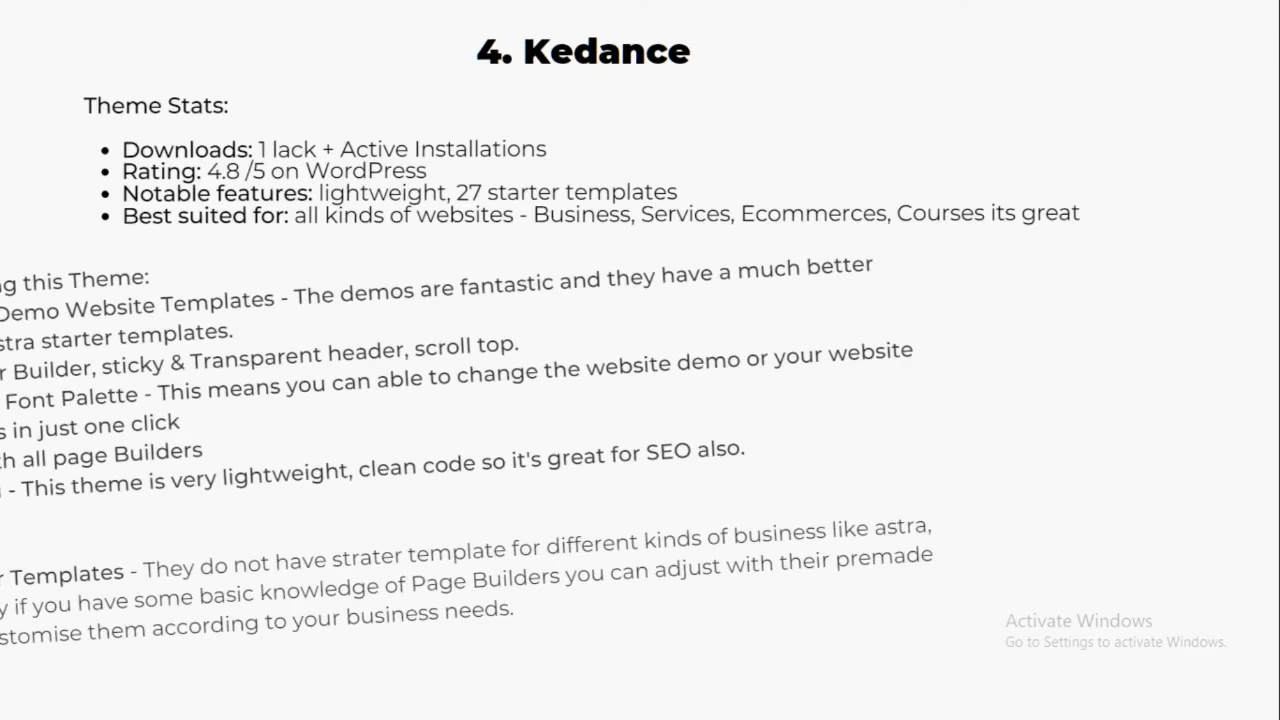 4. Kedance
Theme Stats:
Downloads: 1 lack + Active Installations
Rating: 4.8 /5 on WordPress
Notable features: lightweight, 27 starter templates
Best suited for: all kinds of websites - Business, Services, Ecommerces, Courses its great
this Theme:
Demo Website Templates - The demos are fantastic and they have a much better
starter templates.
Builder, sticky & Transparent header, scroll top.
Font Palette - This means you can able to change the website demo or your website
in just one click
all page Builders
- This theme is very lightweight, clean code so it's great for SEO also.
Templates - They do not have strater template for different kinds of business like astra,
if you have some basic knowledge of Page Builders you can adjust with their premade
them according to your business needs.
Activate Windows
Go to Settings to activate Windows.